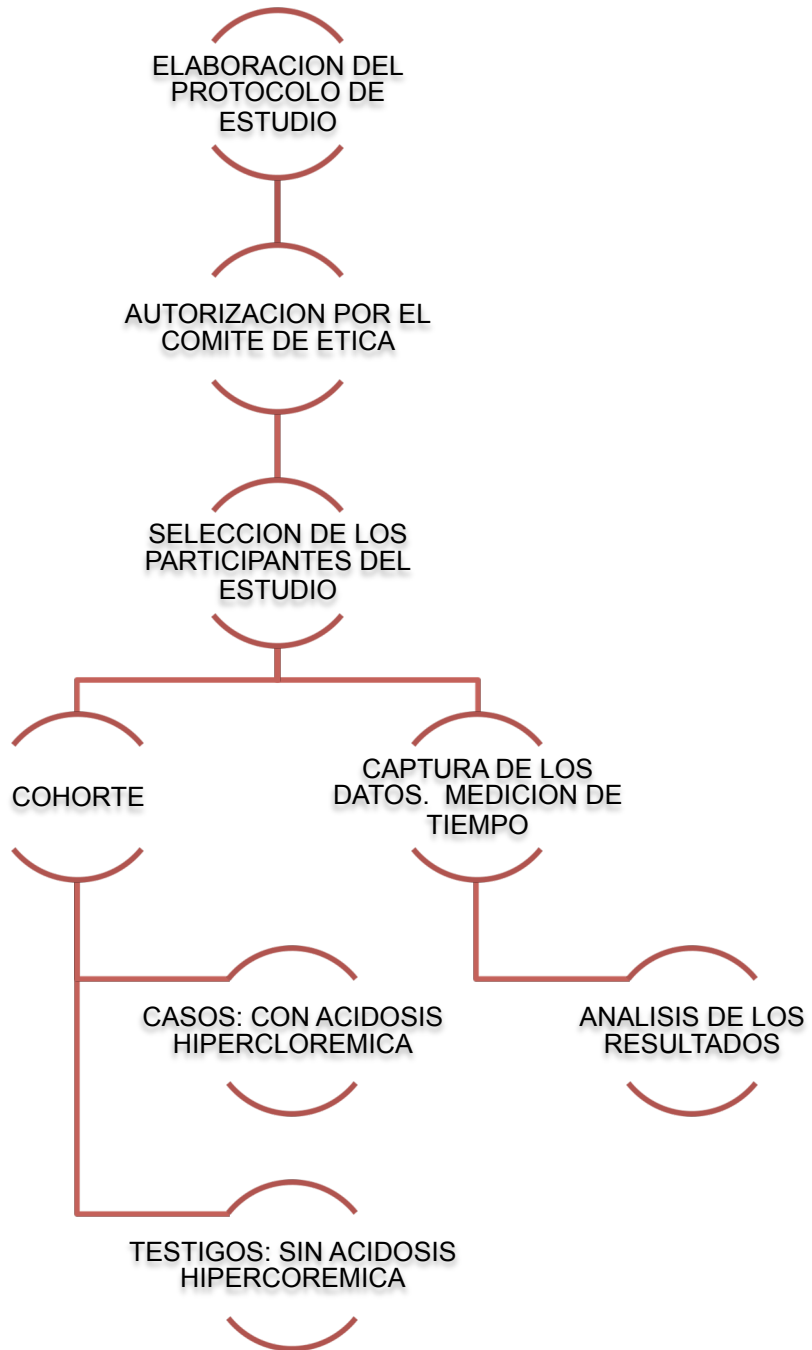 ELABORACION DEL
PROTOCOLO DE
ESTUDIO
AUTORIZACION POR EL
COMITE DE ETICA
SELECCION DE LOS
PARTICIPANTES DEL
ESTUDIO
COHORTE
CAPTURA DE LOS
DATOS. MEDICION DE
TIEMPO
CASOS: CON ACIDOSIS
HIPERCLOREMICA
ANALISIS DE LOS
RESULTADOS
TESTIGOS: SIN ACIDOSIS
HIPERCOREMICA